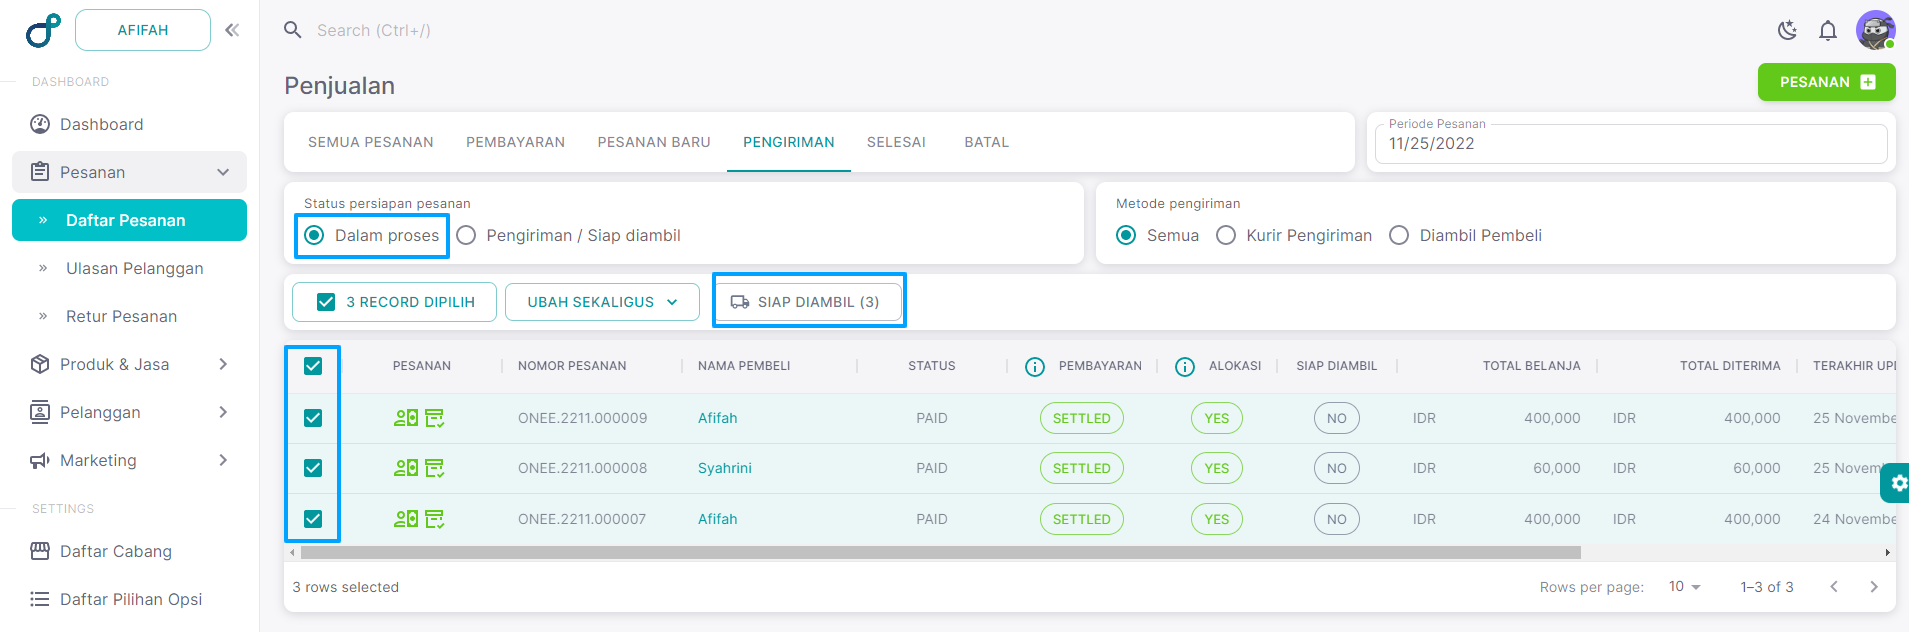 AFIFAH
Search (Ctrl+/)
DASHBOARD
Dashboard
Pesanan
Daftar Pesanan
Ulasan Pelanggan
Retur Pesanan
Produk & Jasa
Pelanggan
Marketing
SETTINGS
Daftar Cabang
Daftar Pilihan Opsi
Penjualan
PESANAN
SEMUA PESANAN PEMBAYARAN PESANAN BARU PENGIRIMAN SELESAI BATAL
Periode Pesanan
11/25/2022
Status persiapan pesanan
Dalam proses Pengiriman / Siap diambil
Metode pengiriman
Semua Kurir Pengiriman Diambil Pembeli
3 RECORD DIPILIH UBAH SEKALIGUS SIAP DIAMBIL (3)
PESANAN NOMOR PESANAN NAMA PEMBELI STATUS PEMBAYARAN ALOKASI SIAP DIAMBIL TOTAL BELANJA TOTAL DITERIMA TERAKHIR UPI
ONEE.2211.000009 Afifah PAID SETTLED YES NO IDR 400,000 IDR 400,000 25 Novembe
ONEE.2211.000008 Syahrini PAID SETTLED YES NO IDR 60,000 IDR 60,000 25 Novem
ONEE.2211.000007 Afifah PAID SETTLED YES NO IDR 400,000 IDR 400,000 24 Novembe
3 rows selected
Rows per page: 10 1–3 of 3